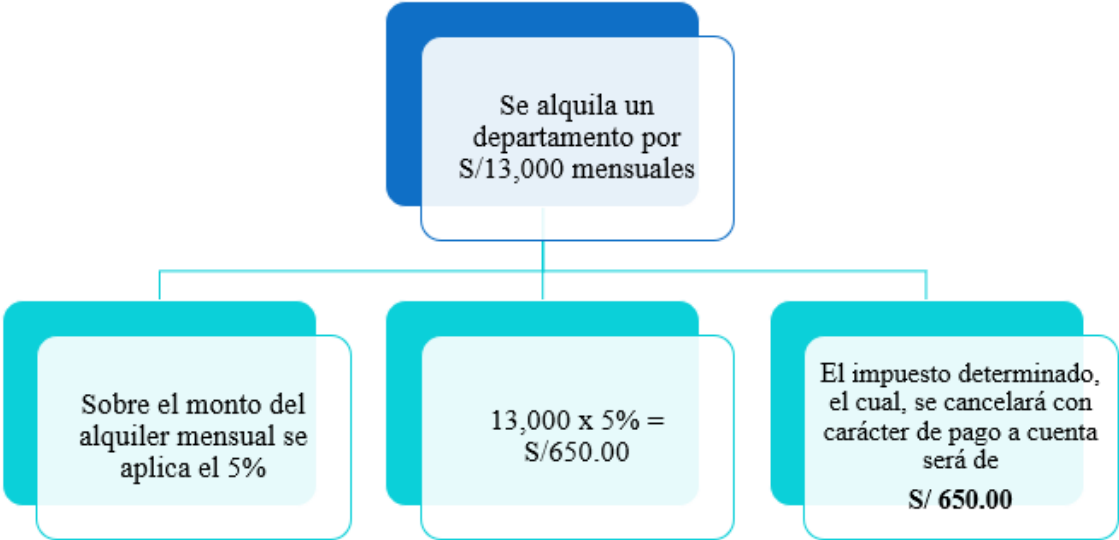 Se alquila un
departamento por
S/13,000 mensuales
Sobre el monto del
alquiler mensual se
aplica el 5%
13,000 x 5% =
S/650.00
El impuesto determinado,
el cual, se cancelará con
carácter de pago a cuenta
será de
S/ 650.00